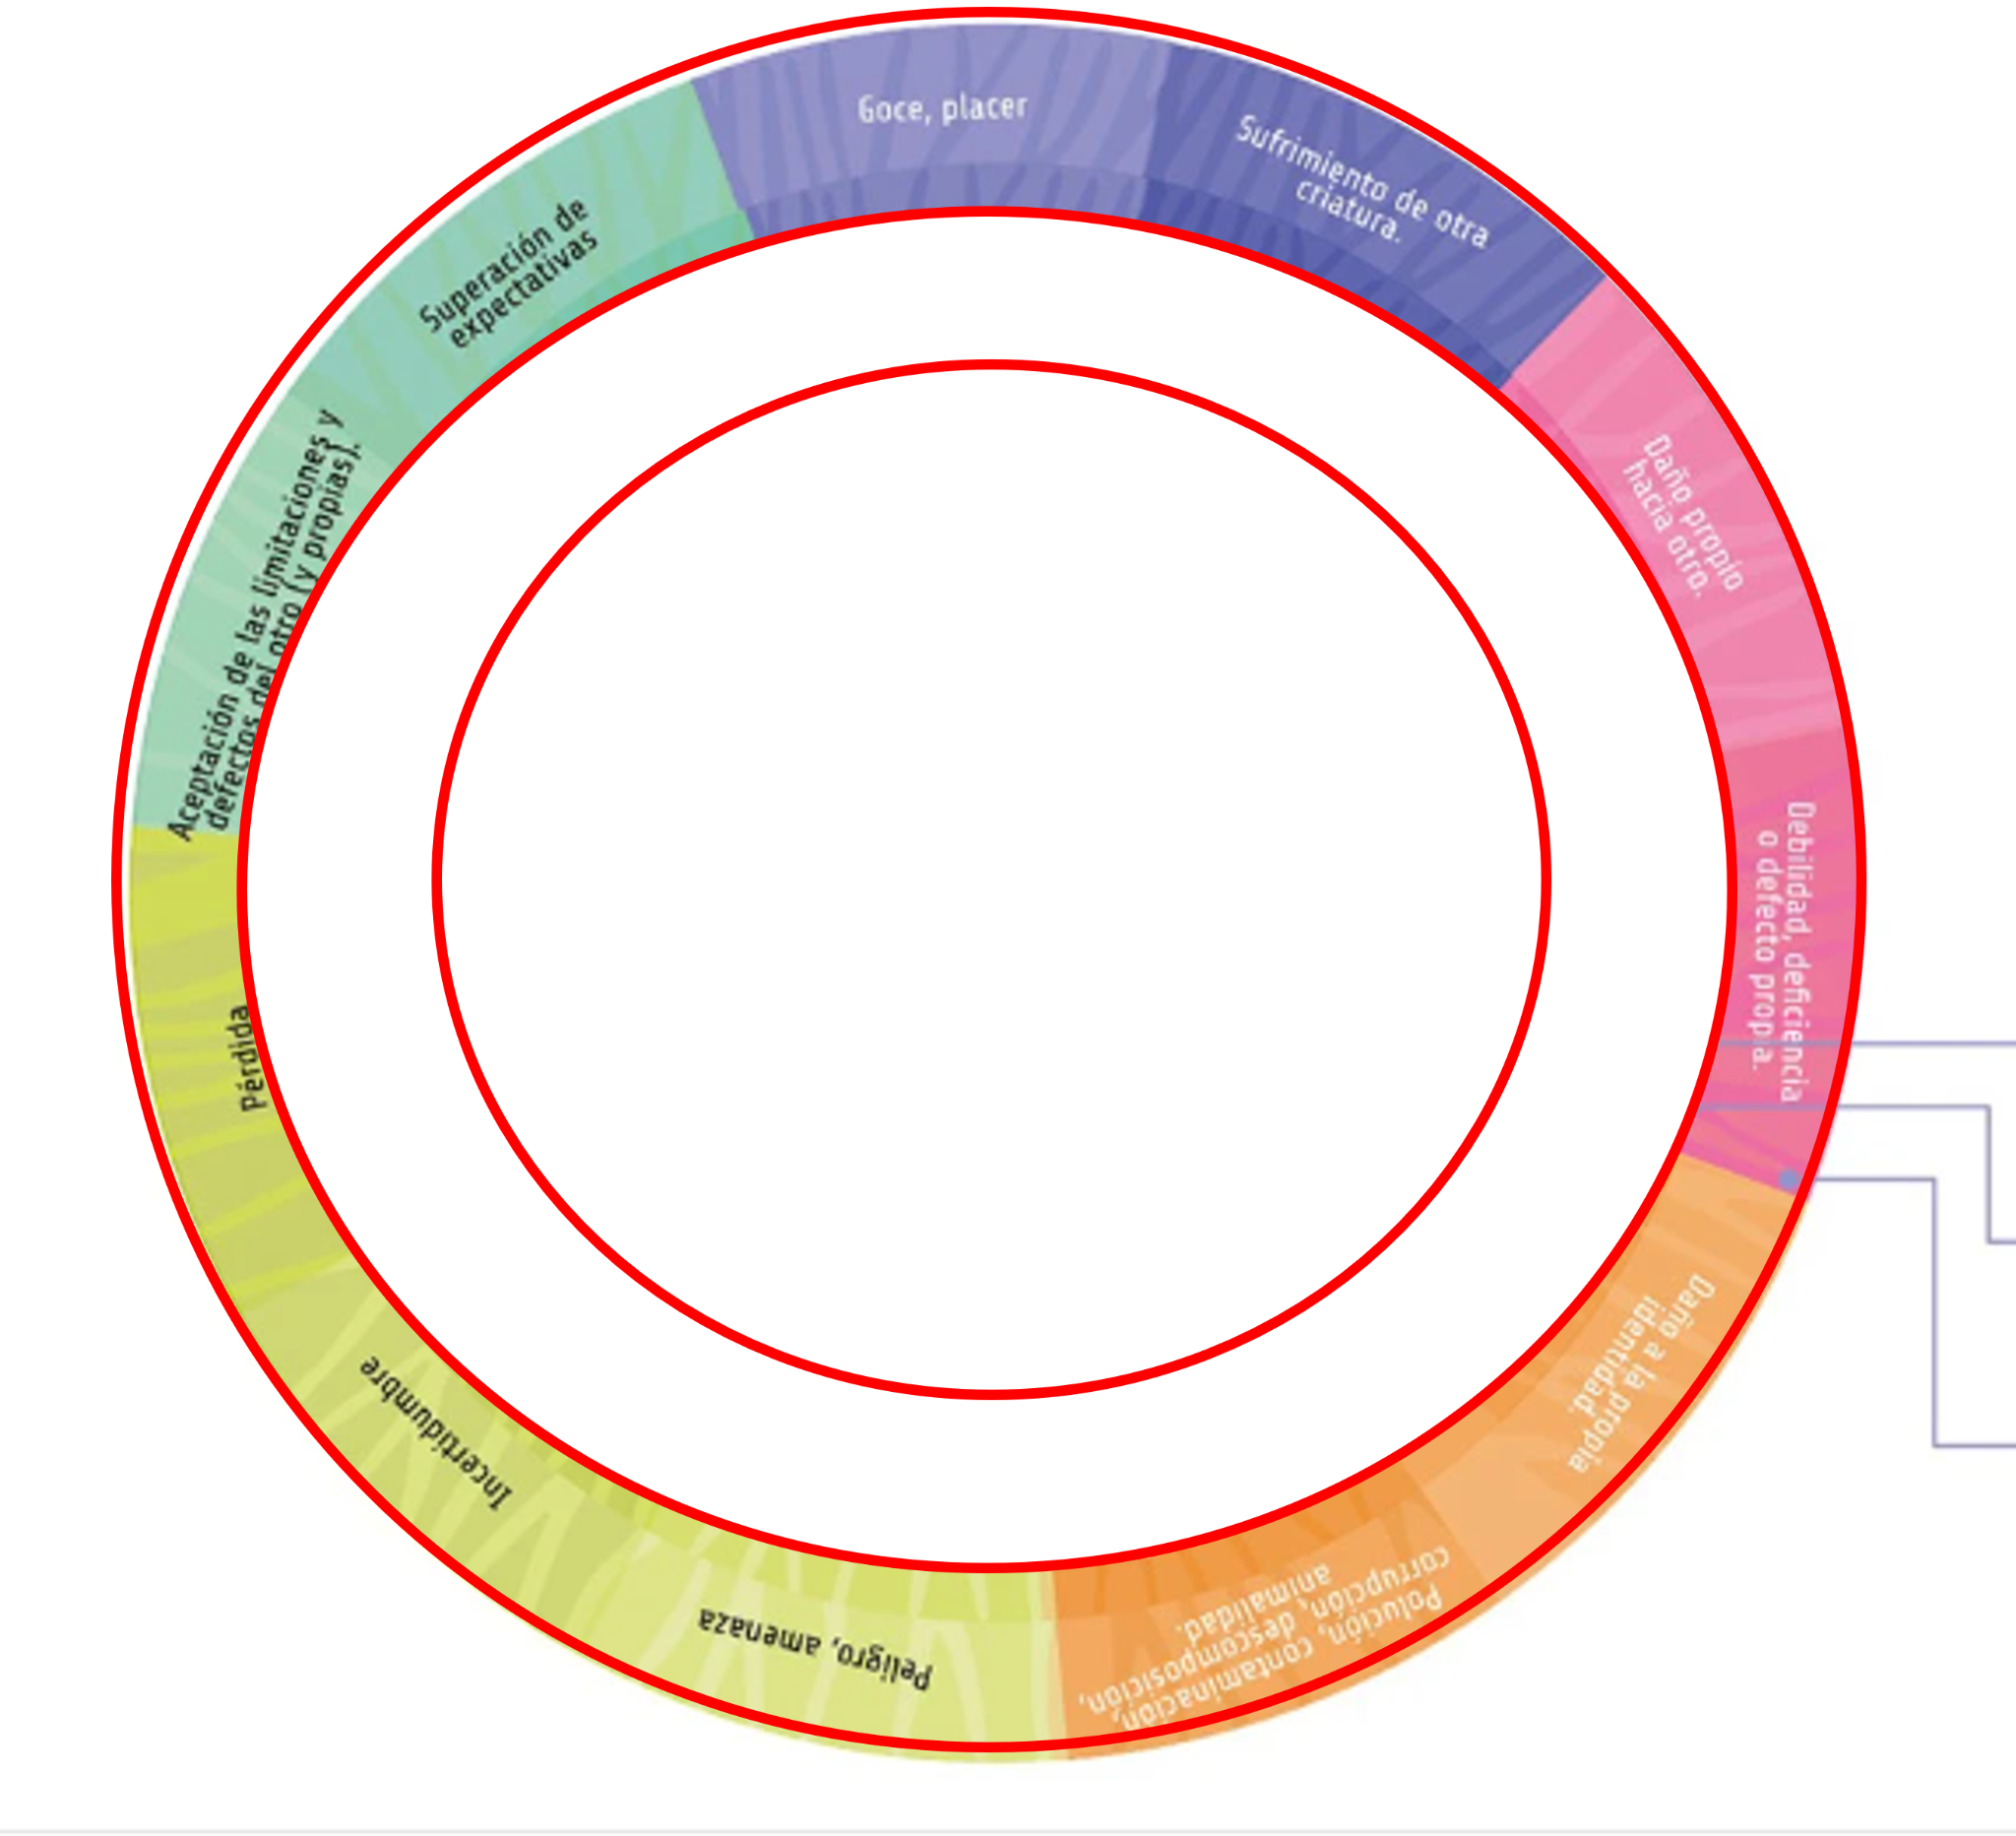 Goce, placer
Sufrimiento de otra
criatura.
Daño propio
hacia otro.
Debilidad, deficiencia
o defecto propia.
Daño a la propia
identidad.
Polución, contaminación,
corrupción, descomposición,
animalidad.
Peligro, amenaza
Incertidumbre
Pérdida
Aceptación de las limitaciones y
defectos del otro (y propias).
Superación de
expectativas